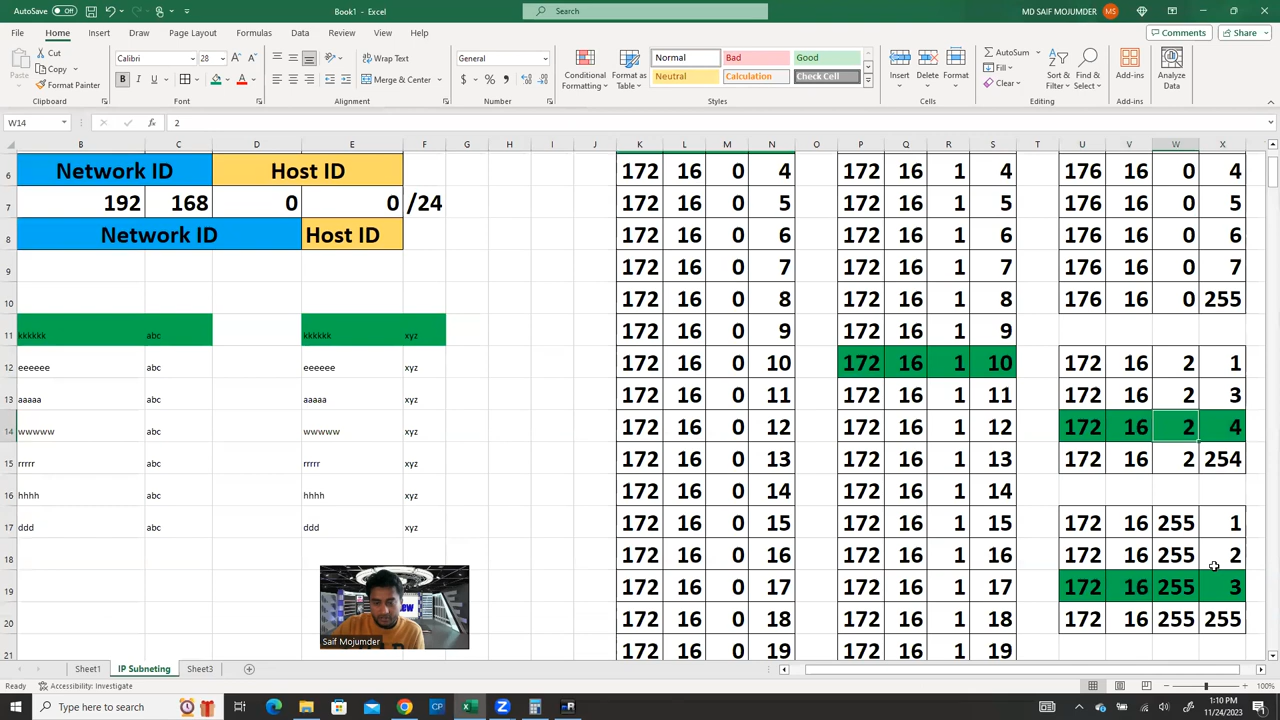 AutoSave Off
Book1 - Excel
Search
MD SAIF MOJUMDER MS
File Home Insert Draw Page Layout Formulas Data Review View Help
Comments Share
Paste Cut Copy Format Painter
Clipboard
Calibri 28
B I U
Font
Wrap Text
Merge & Center
Alignment
General
Number
Conditional Formatting Format as Table
Normal Bad Good
Neutral Calculation Check Cell
Styles
Insert Delete Format
Cells
AutoSum Fill Clear
Sort & Filter Find & Select
Editing
Add-ins
Add-ins
Analyze Data
W14 fx 2
B C D E F G H I J K L M N O P Q R S T U V W X
6 Network ID Host ID 172 16 0 4 172 16 1 4 176 16 0 4
7 192 168 0 0 /24 172 16 0 5 172 16 1 5 176 16 0 5
8 Network ID Host ID 172 16 0 6 172 16 1 6 176 16 0 6
9 172 16 0 7 172 16 1 7 176 16 0 7
10 172 16 0 8 172 16 1 8 176 16 0 255
11 kkkkkk abc kkkkkk xyz 172 16 0 9 172 16 1 9
12 eeeeee abc eeeeee xyz 172 16 0 10 172 16 1 10 172 16 2 1
13 aaaaa abc aaaaa xyz 172 16 0 11 172 16 1 11 172 16 2 3
14 wwwww abc wwwww xyz 172 16 0 12 172 16 1 12 172 16 2 4
15 rrrrr abc rrrrr xyz 172 16 0 13 172 16 1 13 172 16 2 254
16 hhhh abc hhhh xyz 172 16 0 14 172 16 1 14
17 ddd abc ddd xyz 172 16 0 15 172 16 1 15 172 16 255 1
18 172 16 0 16 172 16 1 16 172 16 255 2
19 172 16 0 17 172 16 1 17 172 16 255 3
20 172 16 0 18 172 16 1 18 172 16 255 255
21 172 16 0 19 172 16 1 19
Saif Mojumder
Sheet1 IP Subneting Sheet3
Ready Accessibility: Investigate 100%
Type here to search
1:10 PM
11/24/2023